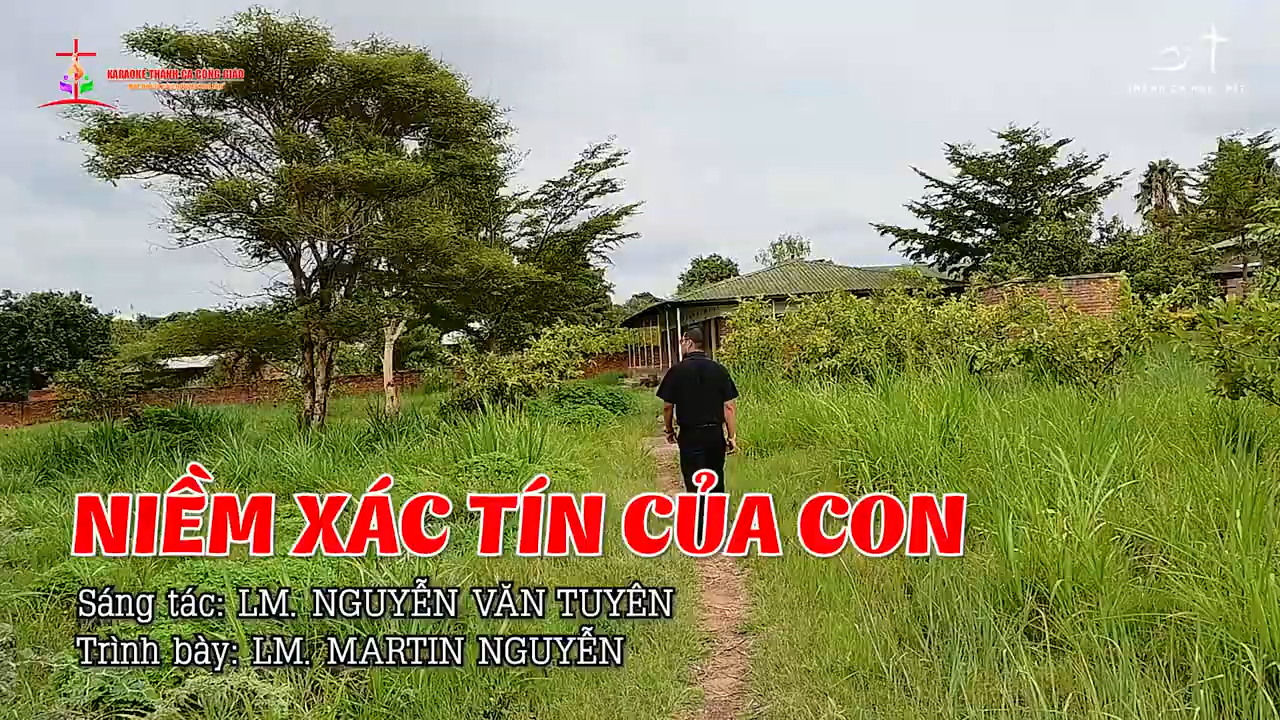 KARAOKE THÁNH CA CÔNG GIÁO
NIỀM XÁC TÍN CỦA CON
Sáng tác: LM. NGUYỄN VĂN TUYÊN
Trình bày: LM. MARTIN NGUYỄN